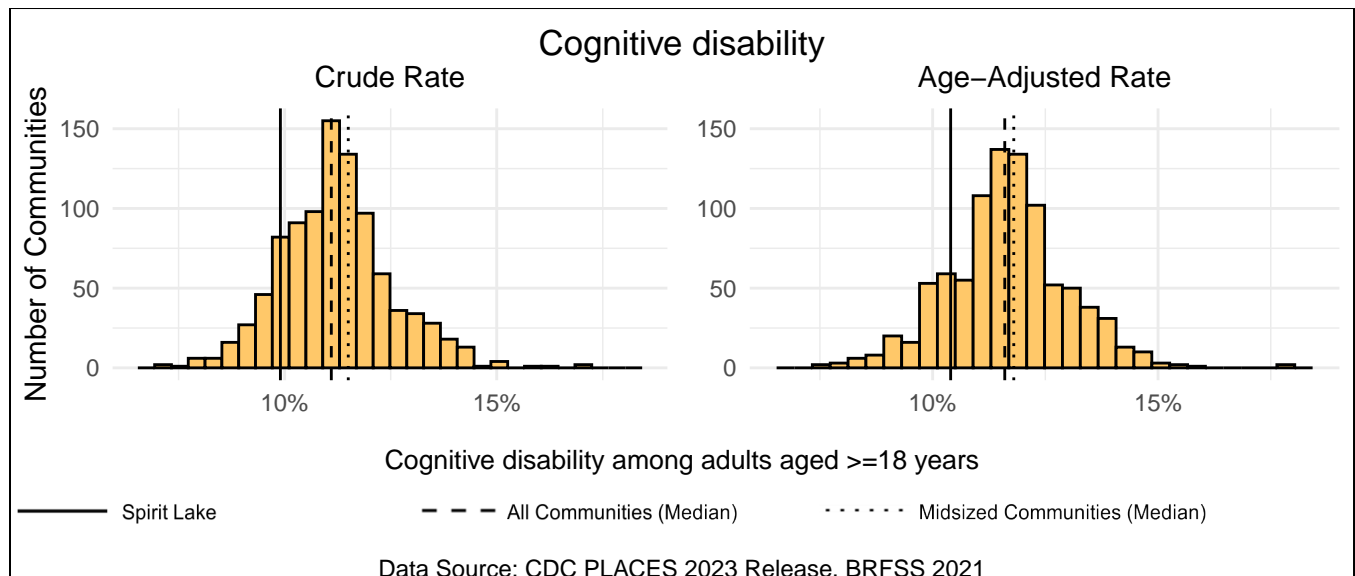 Cognitive disability
Crude Rate
Age−Adjusted Rate
Number of Communities
150
100
50
0
10%
15%
150
100
50
0
10%
15%
Cognitive disability among adults aged >=18 years
Spirit Lake
All Communities (Median)
Midsized Communities (Median)
Data Source: CDC PLACES 2023 Release, BRFSS 2021